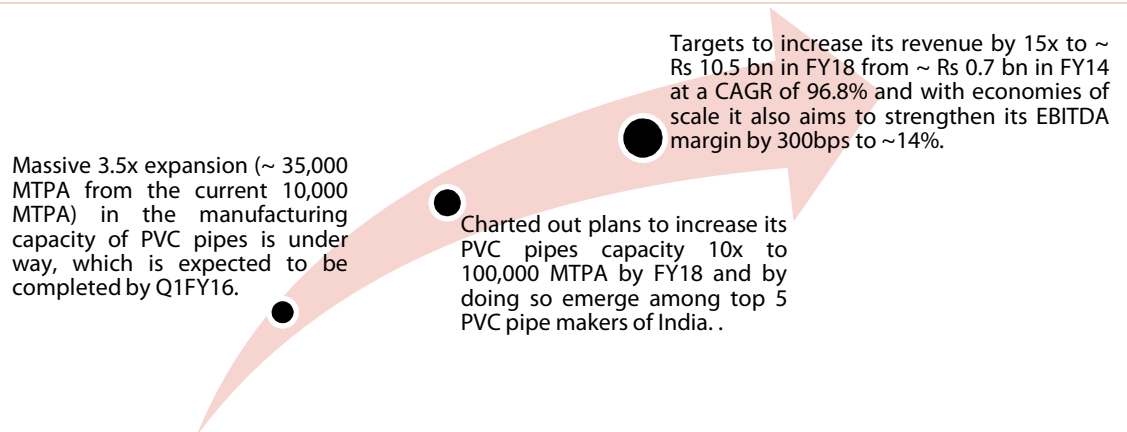 Massive 3.5x expansion (~ 35,000
MTPA from the current 10,000
MTPA) in the manufacturing
capacity of PVC pipes is under
way, which is expected to be
completed by Q1FY16.
Charted out plans to increase its
PVC pipes capacity 10x to
100,000 MTPA by FY18 and by
doing so emerge among top 5
PVC pipe makers of India. .
Targets to increase its revenue by 15x to ~
Rs 10.5 bn in FY18 from ~ Rs 0.7 bn in FY14
at a CAGR of 96.8% and with economies of
scale it also aims to strengthen its EBITDA
margin by 300bps to ~14%.